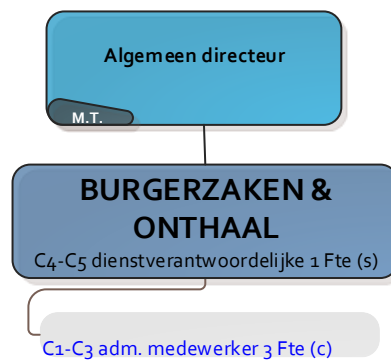 Algemeen directeur
M.T.
BURGERZAKEN &
ONTHAAL
C4-C5 dienstverantwoordelijke 1 Fte (s)
C1-C3 adm. medewerker 3 Fte (c)